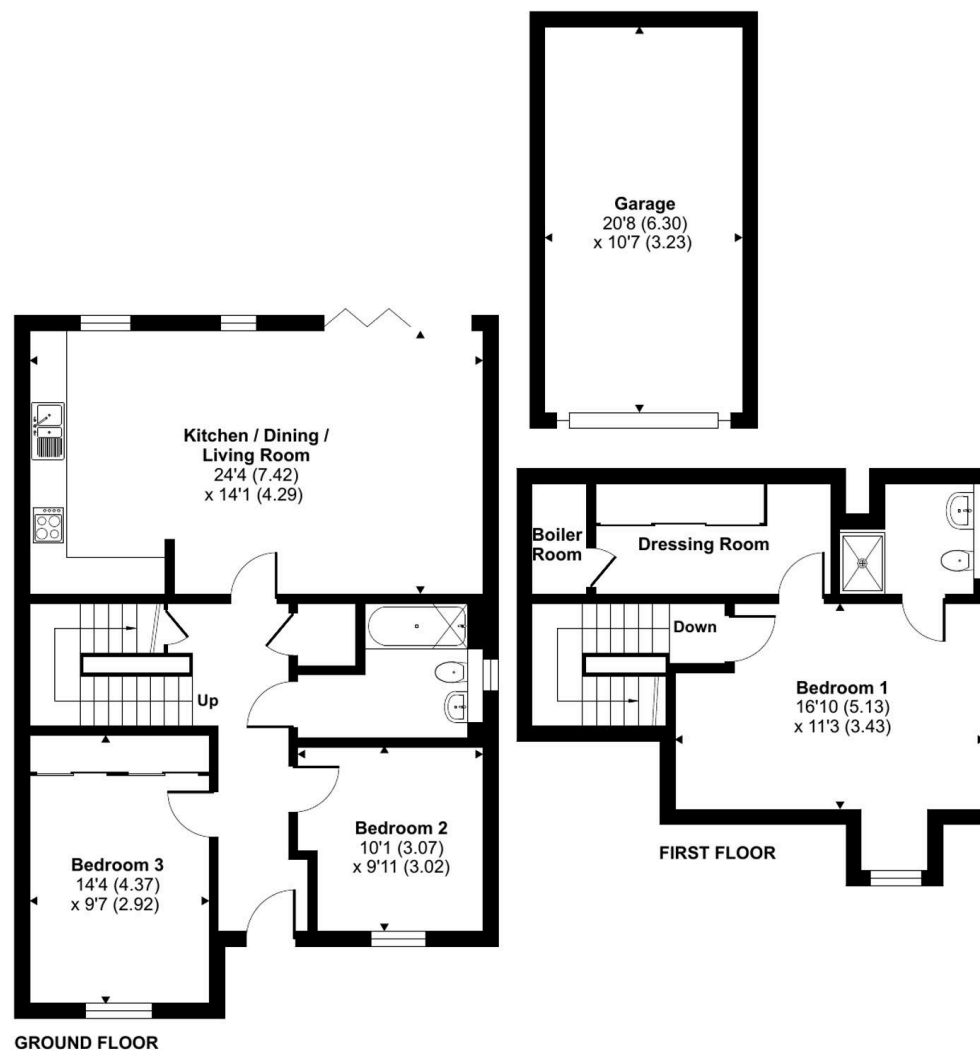 Garage
20'8 (6.30)
x 10'7 (3.23)
Kitchen / Dining /
Living Room
24'4 (7.42)
x 14'1 (4.29)
Boiler
Room
Dressing Room
Down
Up
Bedroom 1
16'10 (5.13)
x 11'3 (3.43)
Bedroom 2
10'1 (3.07)
x 9'11 (3.02)
Bedroom 3
14'4 (4.37)
x 9'7 (2.92)
FIRST FLOOR
GROUND FLOOR